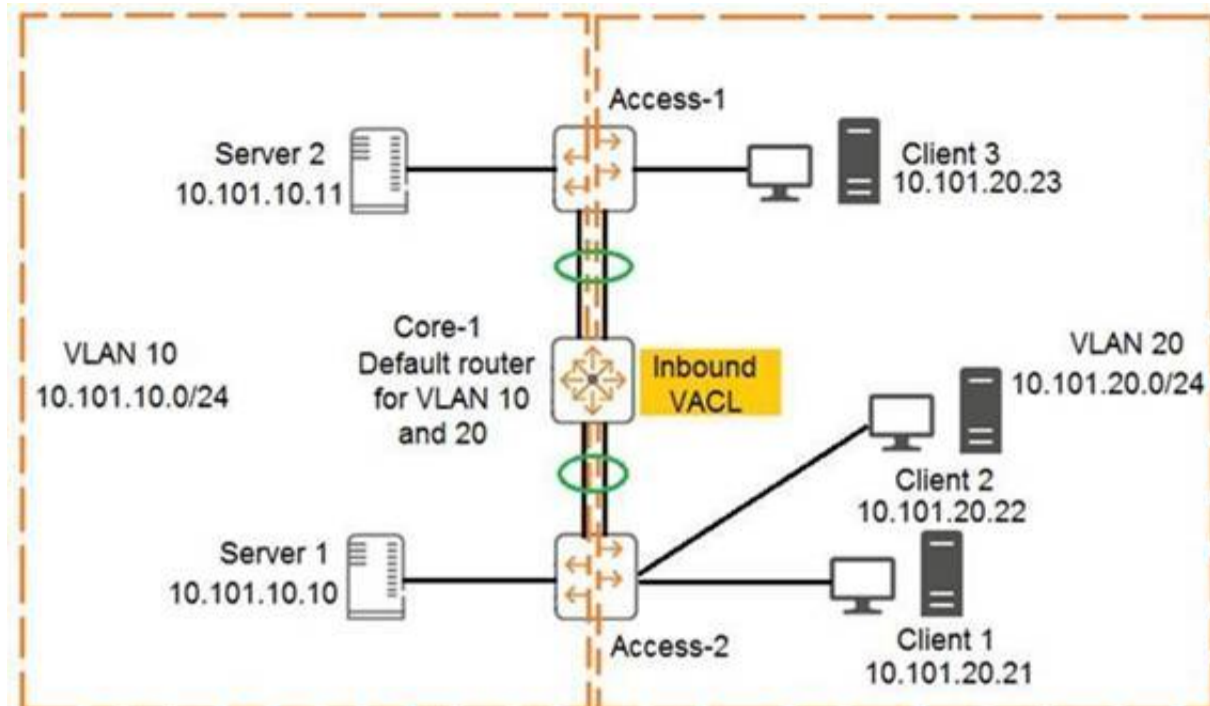 Access-1
Server 2
10.101.10.11
Client 3
10.101.20.23
VLAN 10
10.101.10.0/24
Core-1
Default router
for VLAN 10
and 20
Inbound
VACL
VLAN 20
10.101.20.0/24
Client 2
10.101.20.22
Server 1
10.101.10.10
Access-2
Client 1
10.101.20.21